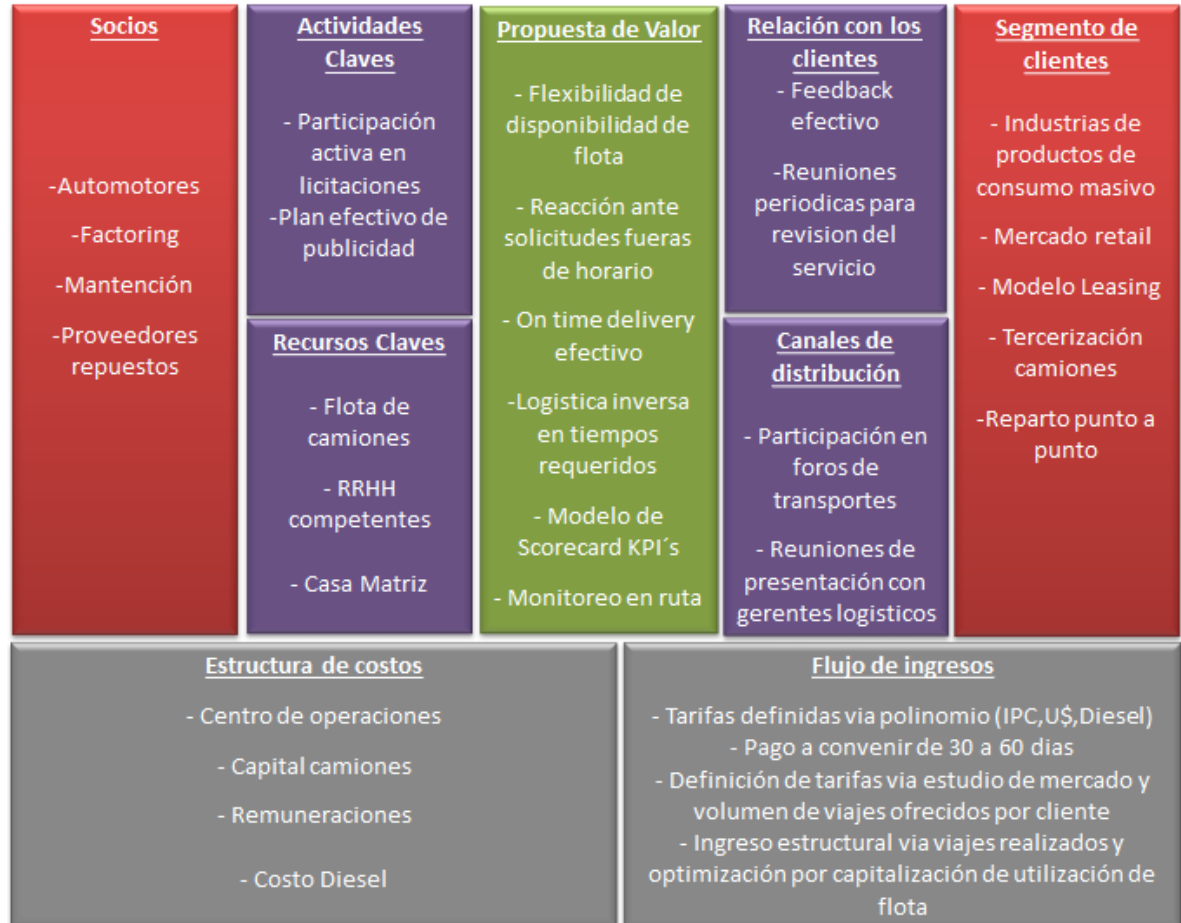 Socios
-Automotores
-Factoring
-Mantención
-Proveedores
repuestos
Actividades
Claves
- Participación
activa en
licitaciones
-Plan efectivo de
publicidad
Recursos Claves
- Flota de
camiones
- RRHH
competentes
- Casa Matriz
Propuesta de Valor
- Flexibilidad de
disponibilidad de
flota
- Reacción ante
solicitudes fueras
de horario
- On time delivery
efectivo
-Logistica inversa
en tiempos
requeridos
- Modelo de
Scorecard KPI´s
- Monitoreo en ruta
Relación con los
clientes
- Feedback
efectivo
-Reuniones
periodicas para
revision del
servicio
Canales de
distribución
- Participación en
foros de
transportes
- Reuniones de
presentación con
gerentes logisticos
Segmento de
clientes
- Industrias de
productos de
consumo masivo
- Mercado retail
- Modelo Leasing
- Tercerización
camiones
-Reparto punto a
punto
Estructura de costos
- Centro de operaciones
- Capital camiones
- Remuneraciones
- Costo Diesel
Flujo de ingresos
- Tarifas definidas via polinomio (IPC,U$,Diesel)
- Pago a convenir de 30 a 60 dias
- Definición de tarifas via estudio de mercado y
volumen de viajes ofrecidos por cliente
- Ingreso estructural via viajes realizados y
optimización por capitalización de utilización de
flota